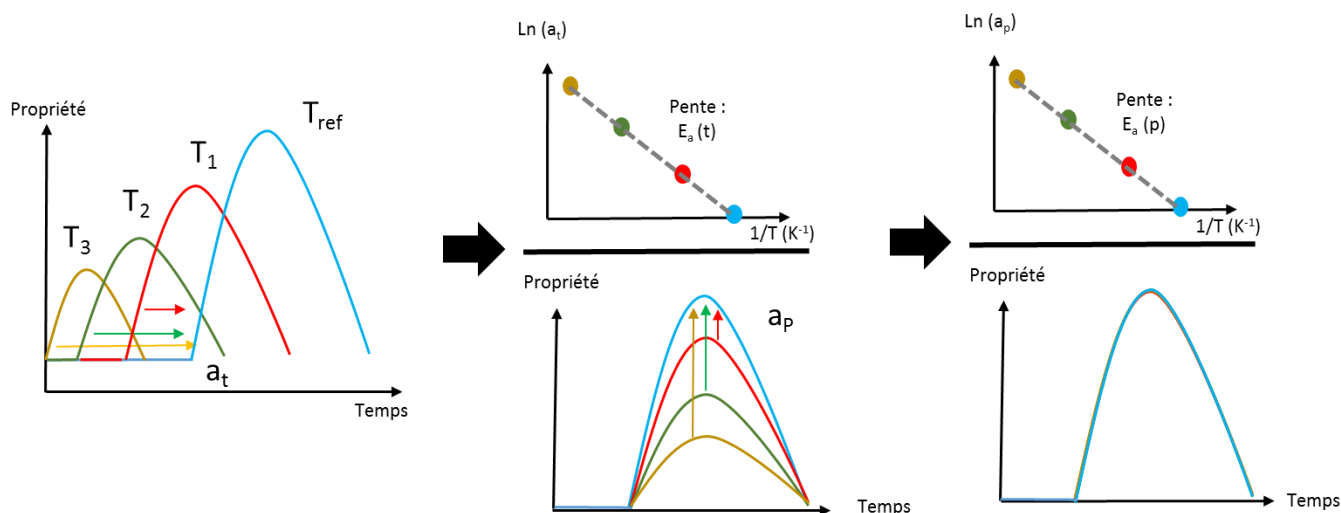 Propriété
T₃
T₂
T₁
Tref
aₜ
Temps
Ln (aₜ)
Pente :
Eₐ (t)
1/T (K⁻¹)
Propriété
aP
Temps
Ln (aₚ)
Pente :
Eₐ (p)
1/T (K⁻¹)
Propriété
Temps